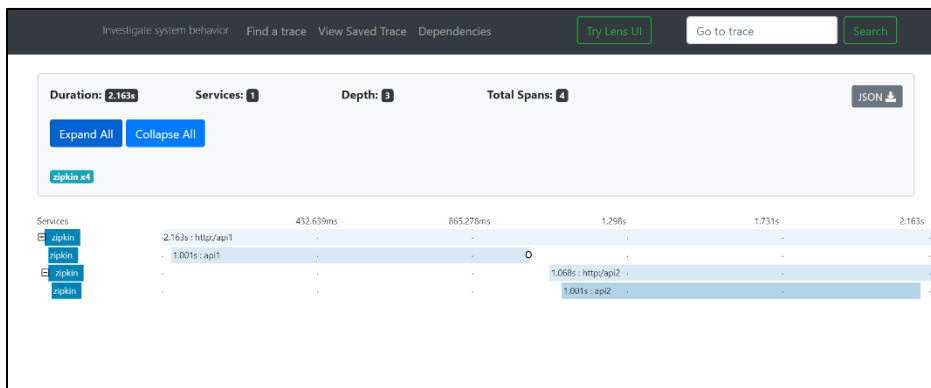 Investigate system behavior Find a trace View Saved Trace Dependencies Try Lens UI Go to trace Search
Duration: 2.163s Services: 1 Depth: 3 Total Spans: 4 JSON
Expand All Collapse All
zipkin x4
Services 432.639ms 865.278ms 1.298s 1.731s 2.163s
zipkin 2.163s : http:/api1
zipkin 1.001s : api1
zipkin 1.068s : http:/api2
zipkin 1.001s : api2